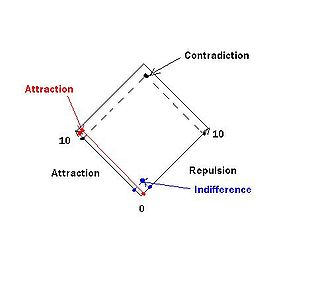 Contradiction
Attraction
10
10
Attraction
Repulsion
Indifference
0